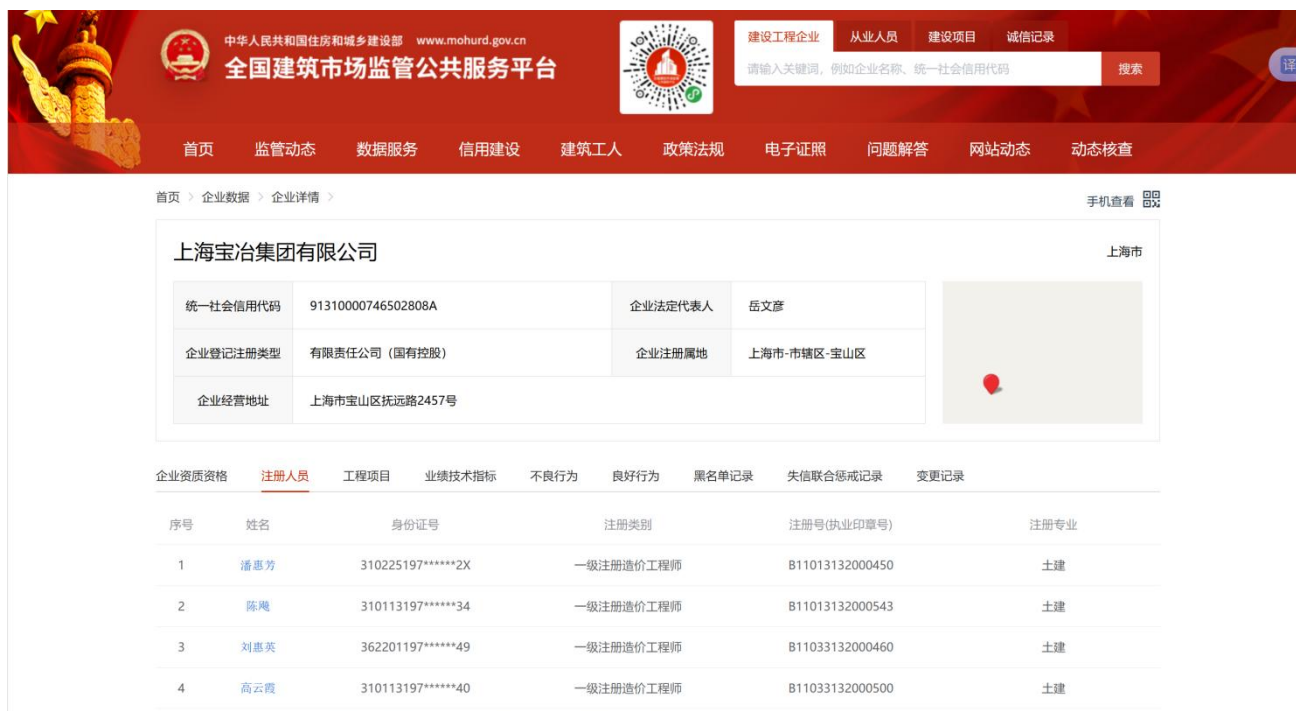 中华人民共和国住房和城乡建设部 www.mohurd.gov.cn
全国建筑市场监管公共服务平台
建设工程企业 从业人员 建设项目 诚信记录
请输入关键词，例如企业名称、统一社会信用代码 搜索
译
首页 监管动态 数据服务 信用建设 建筑工人 政策法规 电子证照 问题解答 网站动态 动态核查
首页 > 企业数据 > 企业详情 > 手机查看
上海宝冶集团有限公司 上海市
统一社会信用代码 91310000746502808A 企业法定代表人 岳文彦
企业登记注册类型 有限责任公司（国有控股） 企业注册属地 上海市-市辖区-宝山区
企业经营地址 上海市宝山区抚远路2457号
企业资质资格 注册人员 工程项目 业绩技术指标 不良行为 良好行为 黑名单记录 失信联合惩戒记录 变更记录
序号 姓名 身份证号 注册类别 注册号(执业印章号) 注册专业
1 潘惠芳 310225197******2X 一级注册造价工程师 B11013132000450 土建
2 陈飚 310113197******34 一级注册造价工程师 B11013132000543 土建
3 刘惠英 362201197******49 一级注册造价工程师 B11033132000460 土建
4 高云霞 310113197******40 一级注册造价工程师 B11033132000500 土建